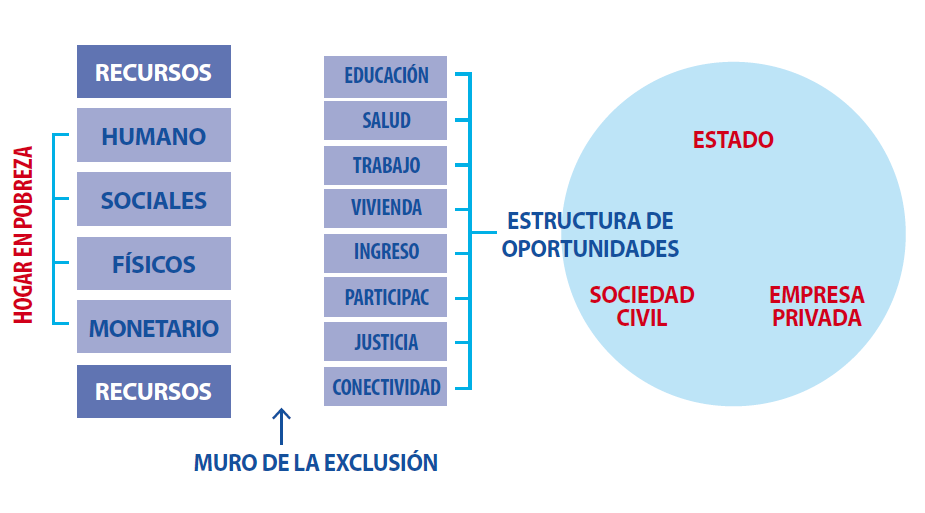 HOGAR EN POBREZA
RECURSOS
HUMANO
SOCIALES
FÍSICOS
MONETARIO
RECURSOS
MURO DE LA EXCLUSIÓN
EDUCACIÓN
SALUD
TRABAJO
VIVIENDA
INGRESO
PARTICIPAC
JUSTICIA
CONECTIVIDAD
ESTRUCTURA DE
OPORTUNIDADES
ESTADO
SOCIEDAD
CIVIL
EMPRESA
PRIVADA